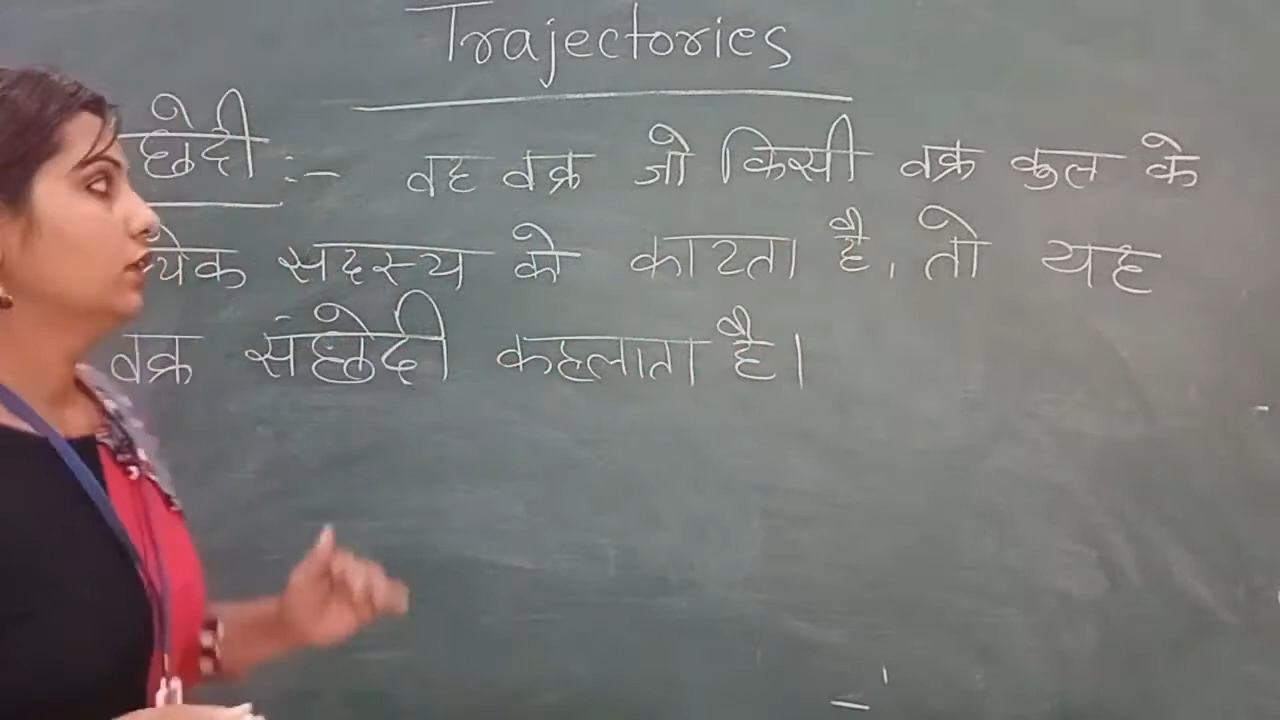 Trajectories
छेदी :- वह वक्र जो किसी वक्र कुल के
सदस्य को काटता है, तो यह
वक्र संछेदी कहलाता है।